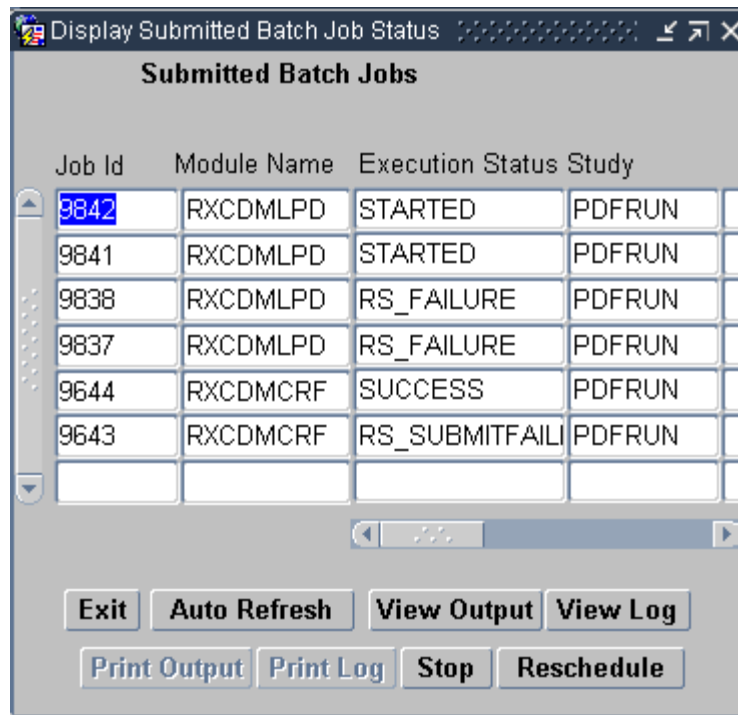 Display Submitted Batch Job Status
Submitted Batch Jobs
Job Id Module Name Execution Status Study
9842 RXCDMLPD STARTED PDFRUN
9841 RXCDMLPD STARTED PDFRUN
9838 RXCDMLPD RS_FAILURE PDFRUN
9837 RXCDMLPD RS_FAILURE PDFRUN
9644 RXCDMCRF SUCCESS PDFRUN
9643 RXCDMCRF RS_SUBMITFAIL PDFRUN
Exit Auto Refresh View Output View Log
Print Output Print Log Stop Reschedule